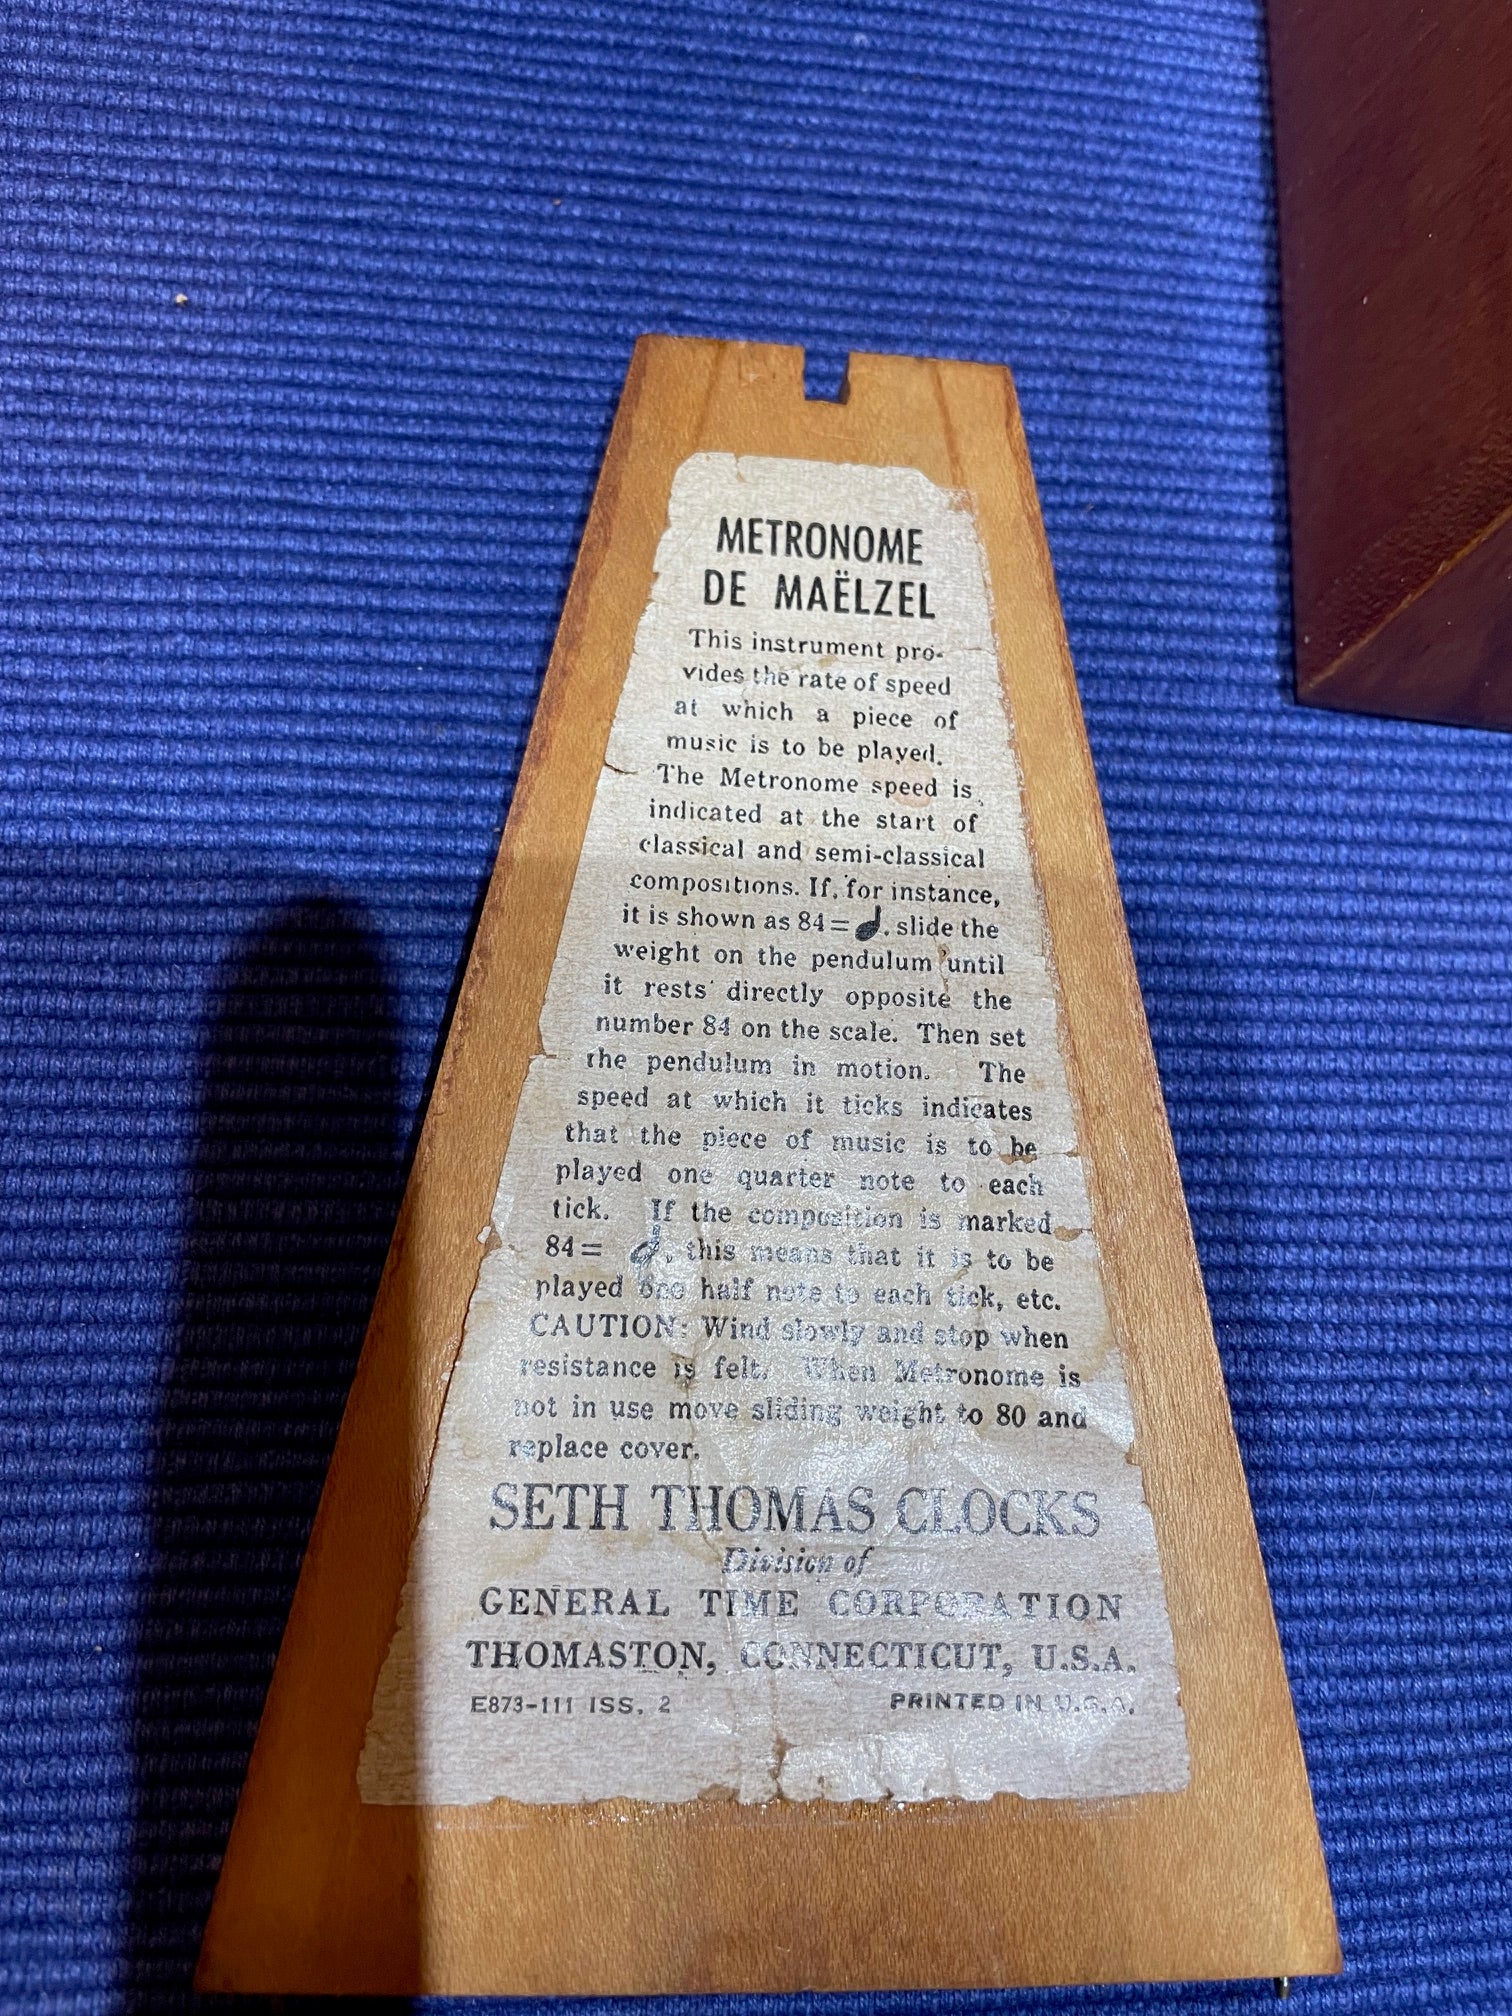 METRONOME
DE MAËLZEL
This instrument pro-
vides the rate of speed
at which a piece of
music is to be played.
The Metronome speed is
indicated at the start of
classical and semi-classical
compositions. If, for instance,
it is shown as 84=♩, slide the
weight on the pendulum until
it rests directly opposite the
number 84 on the scale. Then set
the pendulum in motion. The
speed at which it ticks indicates
that the piece of music is to be
played one quarter note to each
tick. If the composition is marked
84= 𝅗𝅥, this means that it is to be
played one half note to each tick, etc.
CAUTION: Wind slowly and stop when
resistance is felt. When Metronome is
not in use move sliding weight to 80 and
replace cover.
SETH THOMAS CLOCKS
Division of
GENERAL TIME CORPORATION
THOMASTON, CONNECTICUT, U.S.A.
E873-111 ISS. 2 PRINTED IN U.S.A.